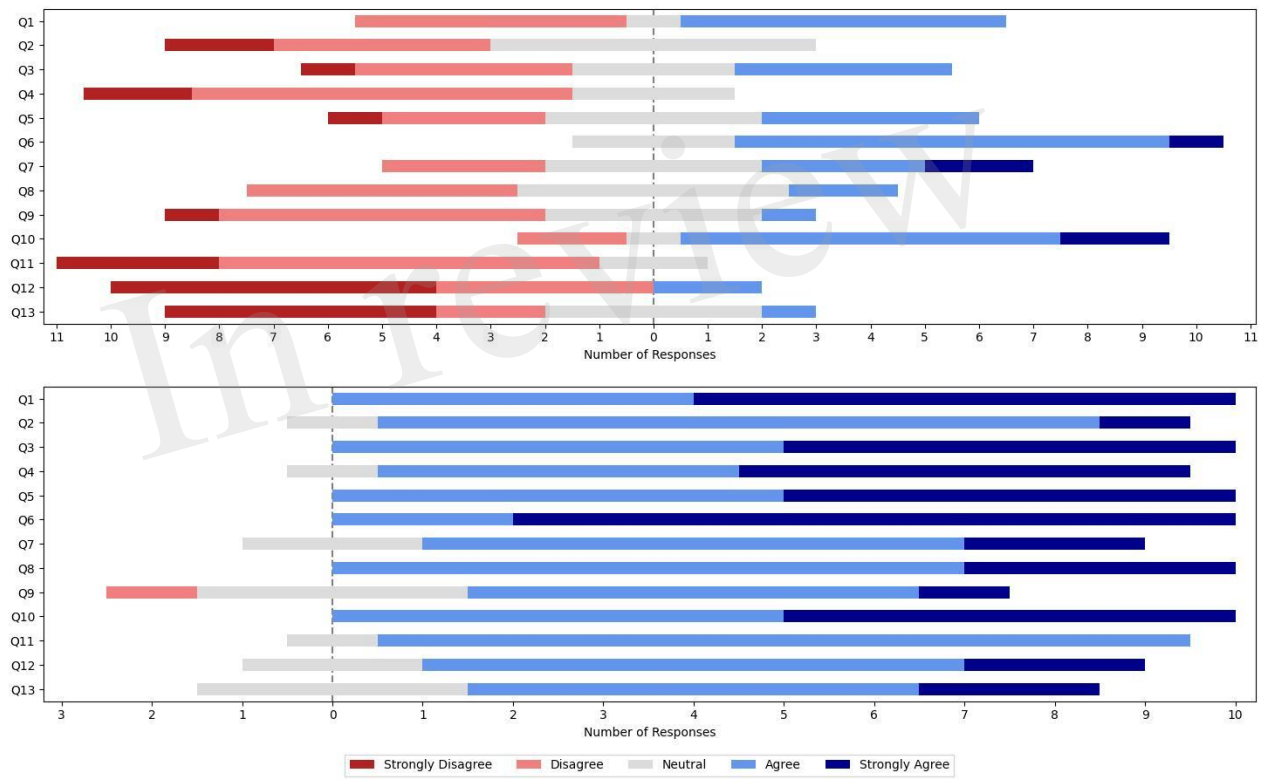 Q1
Q2
Q3
Q4
Q5
Q6
Q7
Q8
Q9
Q10
Q11
Q12
Q13
11 10 9 8 7 6 5 4 3 2 1 0 1 2 3 4 5 6 7 8 9 10 11
Number of Responses
In review
Q1
Q2
Q3
Q4
Q5
Q6
Q7
Q8
Q9
Q10
Q11
Q12
Q13
3 2 1 0 1 2 3 4 5 6 7 8 9 10
Number of Responses
Strongly Disagree Disagree Neutral Agree Strongly Agree